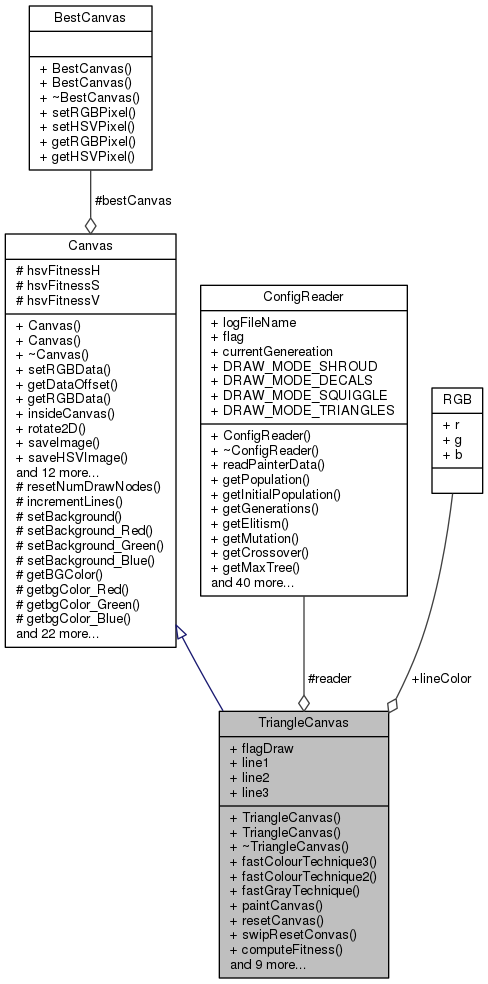 BestCanvas
+ BestCanvas()
+ BestCanvas()
+ ~BestCanvas()
+ setRGBPixel()
+ setHSVPixel()
+ getRGBPixel()
+ getHSVPixel()
#bestCanvas
Canvas
# hsvFitnessH
# hsvFitnessS
# hsvFitnessV
+ Canvas()
+ Canvas()
+ ~Canvas()
+ setRGBData()
+ getDataOffset()
+ getRGBData()
+ insideCanvas()
+ rotate2D()
+ saveImage()
+ saveHSVImage()
and 12 more...
# resetNumDrawNodes()
# incrementLines()
# setBackground()
# setBackground_Red()
# setBackground_Green()
# setBackground_Blue()
# getBGColor()
# getbgColor_Red()
# getbgColor_Green()
# getbgColor_Blue()
and 22 more...
ConfigReader
+ logFileName
+ flag
+ currentGenereation
+ DRAW_MODE_SHROUD
+ DRAW_MODE_DECALS
+ DRAW_MODE_SQUIGGLE
+ DRAW_MODE_TRIANGLES
+ ConfigReader()
+ ~ConfigReader()
+ readPainterData()
+ getPopulation()
+ getInitialPopulation()
+ getGenerations()
+ getElitism()
+ getMutation()
+ getCrossover()
+ getMaxTree()
and 40 more...
RGB
+ r
+ g
+ b
#reader
+lineColor
TriangleCanvas
+ flagDraw
+ line1
+ line2
+ line3
+ TriangleCanvas()
+ TriangleCanvas()
+ ~TriangleCanvas()
+ fastColourTechnique3()
+ fastColourTechnique2()
+ fastGrayTechnique()
+ paintCanvas()
+ resetCanvas()
+ swipResetConvas()
+ computeFitness()
and 9 more...